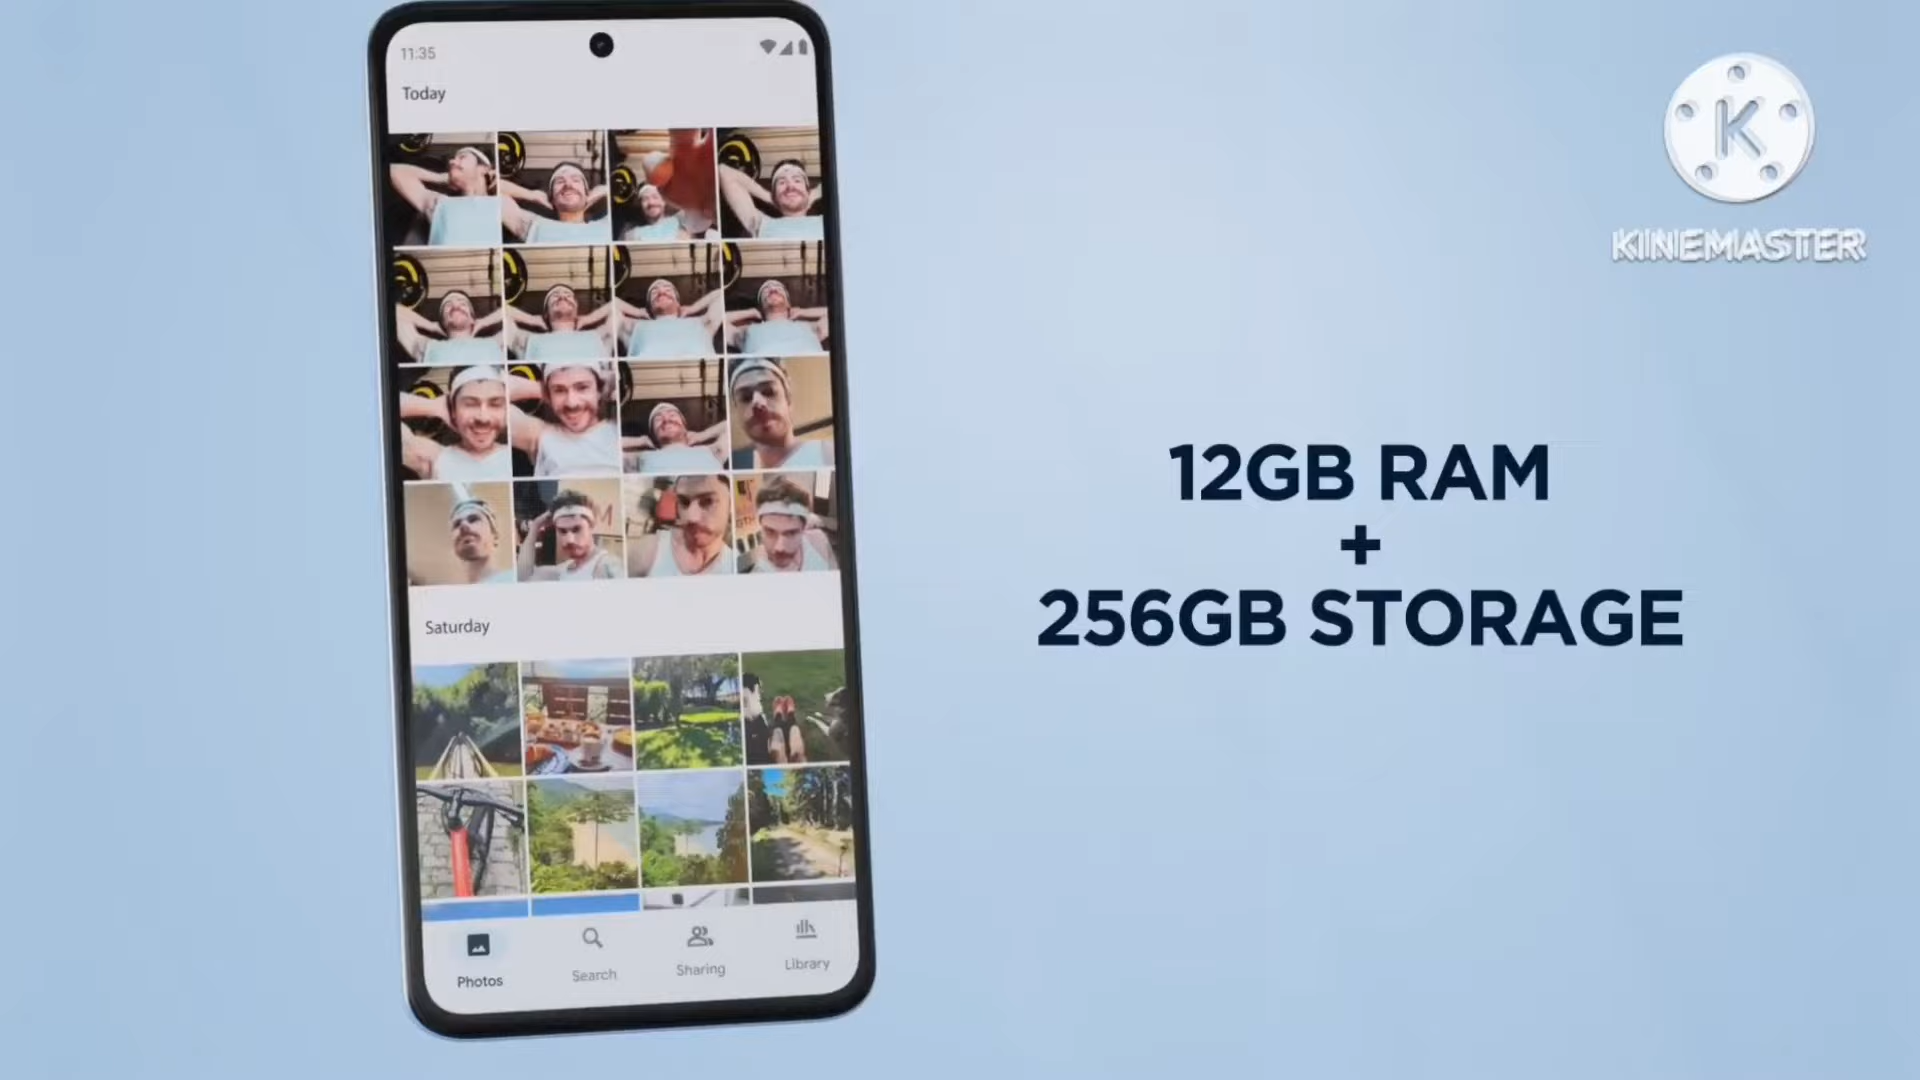 11:35
Today
Saturday
Photos
Search
Sharing
Library
K
KINEMASTER
12GB RAM
+
256GB STORAGE